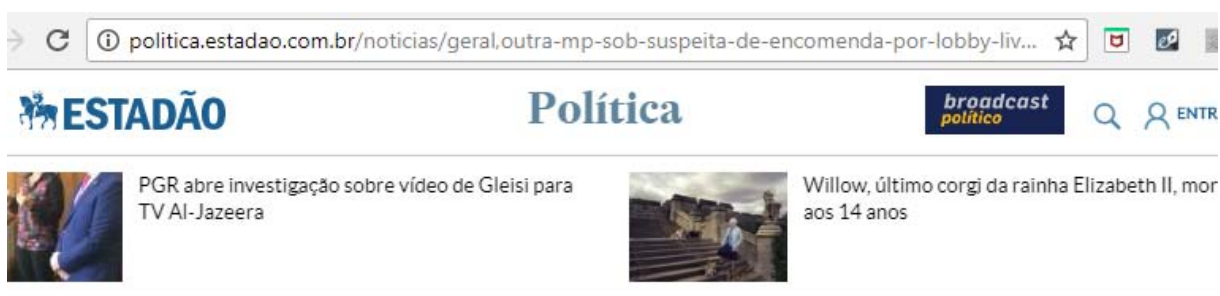 politica.estadao.com.br/noticias/geral,outra-mp-sob-suspeita-de-encomenda-por-lobby-liv...
ESTADÃO
Política
broadcast
político
ENTR
PGR abre investigação sobre vídeo de Gleisi para
TV Al-Jazeera
Willow, último corgi da rainha Elizabeth II, mor
aos 14 anos